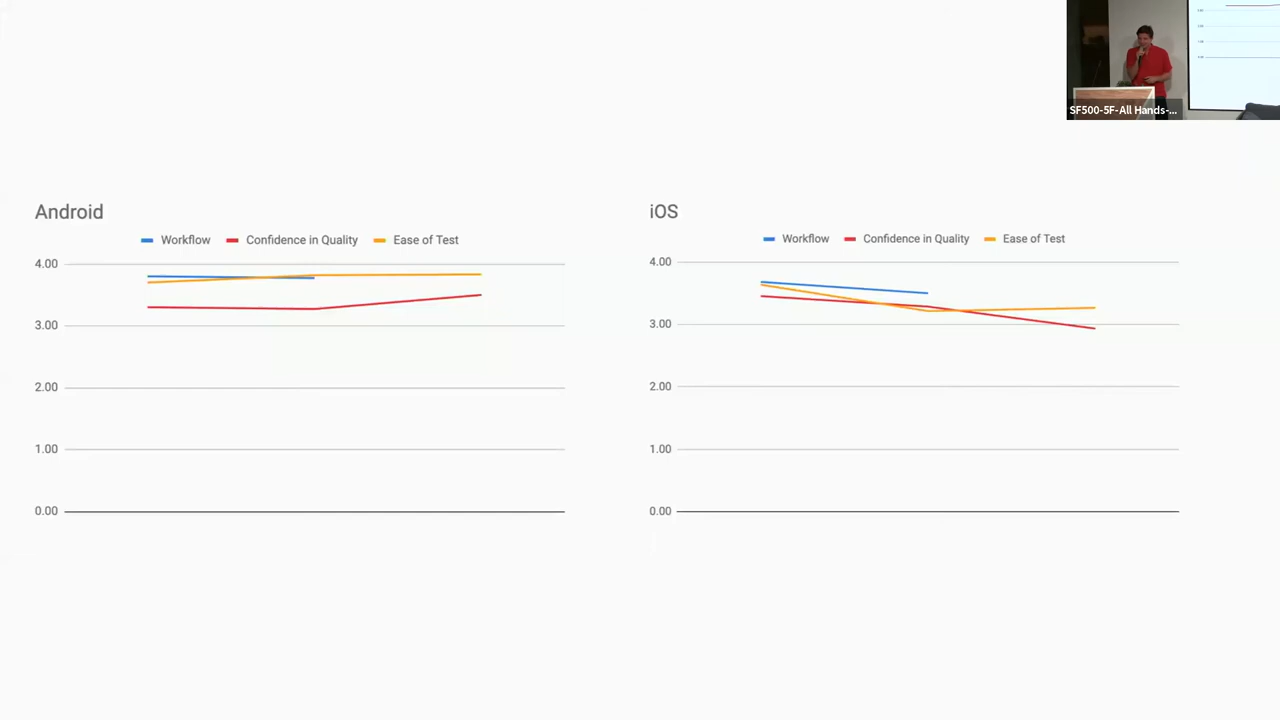 SF500-5F-All Hands-...
Android
Workflow Confidence in Quality Ease of Test
4.00
3.00
2.00
1.00
0.00
iOS
Workflow Confidence in Quality Ease of Test
4.00
3.00
2.00
1.00
0.00